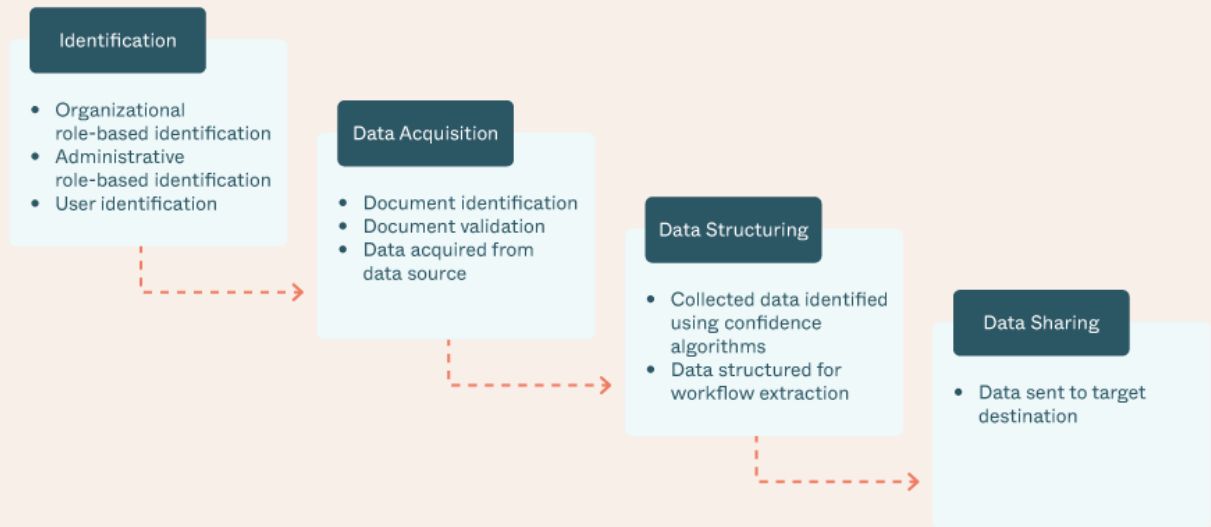 Identification
• Organizational
role-based identification
• Administrative
role-based identification
• User identification
Data Acquisition
• Document identification
• Document validation
• Data acquired from
data source
Data Structuring
• Collected data identified
using confidence
algorithms
• Data structured for
workflow extraction
Data Sharing
• Data sent to target
destination